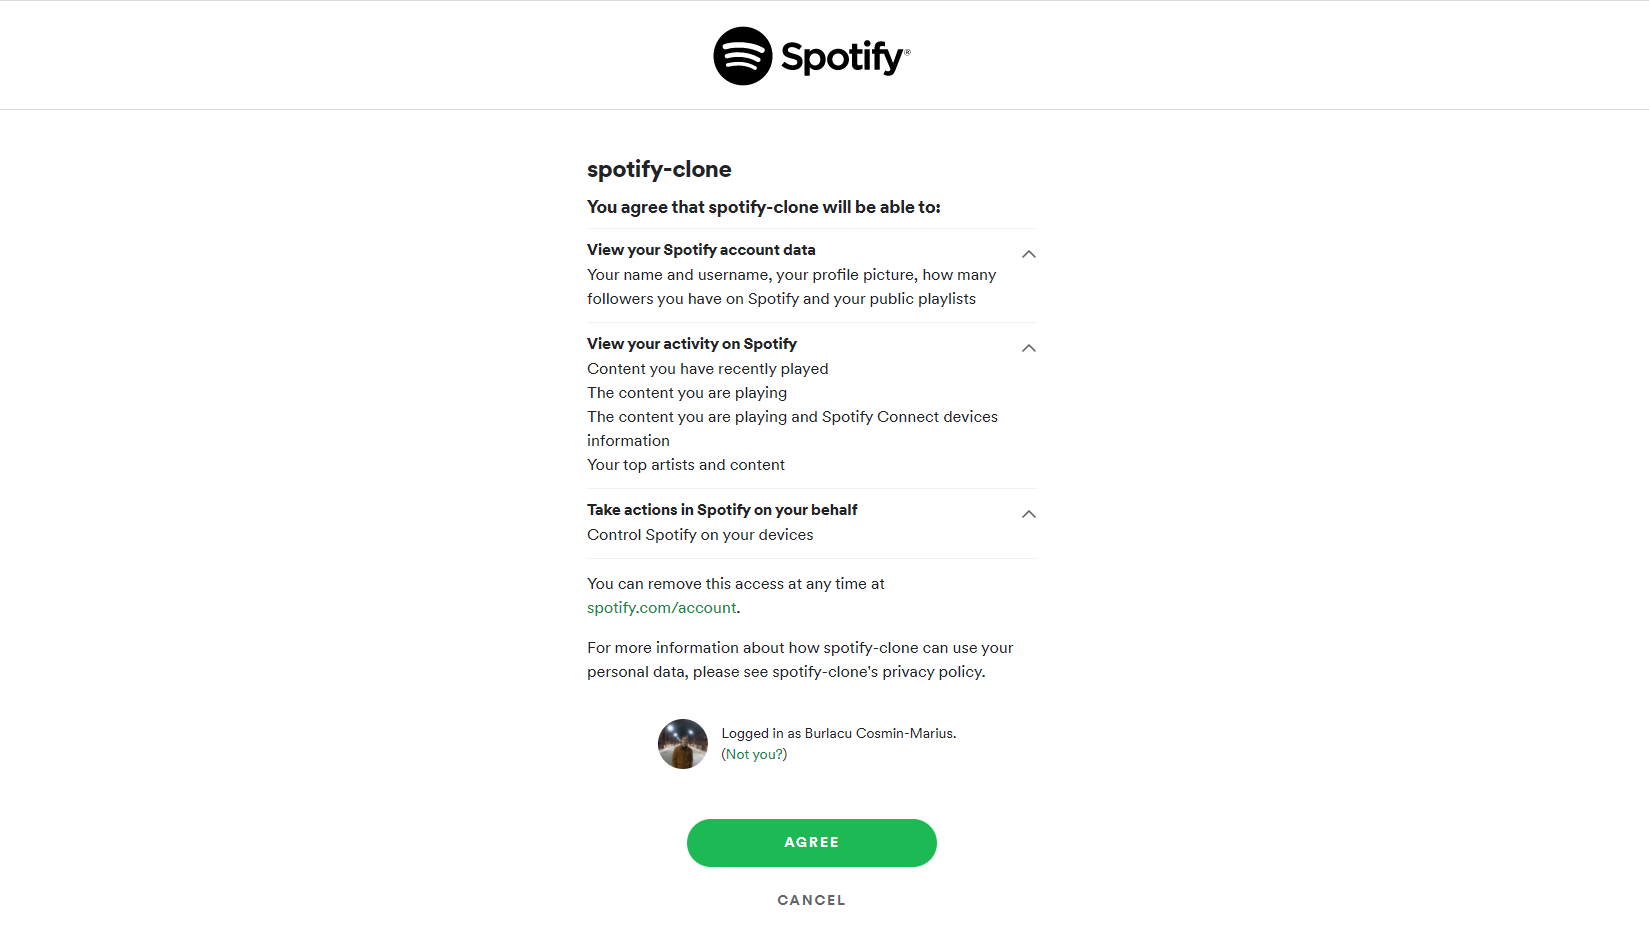 Spotify®
spotify-clone
You agree that spotify-clone will be able to:
View your Spotify account data
Your name and username, your profile picture, how many
followers you have on Spotify and your public playlists
View your activity on Spotify
Content you have recently played
The content you are playing
The content you are playing and Spotify Connect devices
information
Your top artists and content
Take actions in Spotify on your behalf
Control Spotify on your devices
You can remove this access at any time at
spotify.com/account.
For more information about how spotify-clone can use your
personal data, please see spotify-clone's privacy policy.
Logged in as Burlacu Cosmin-Marius.
(Not you?)
AGREE
CANCEL